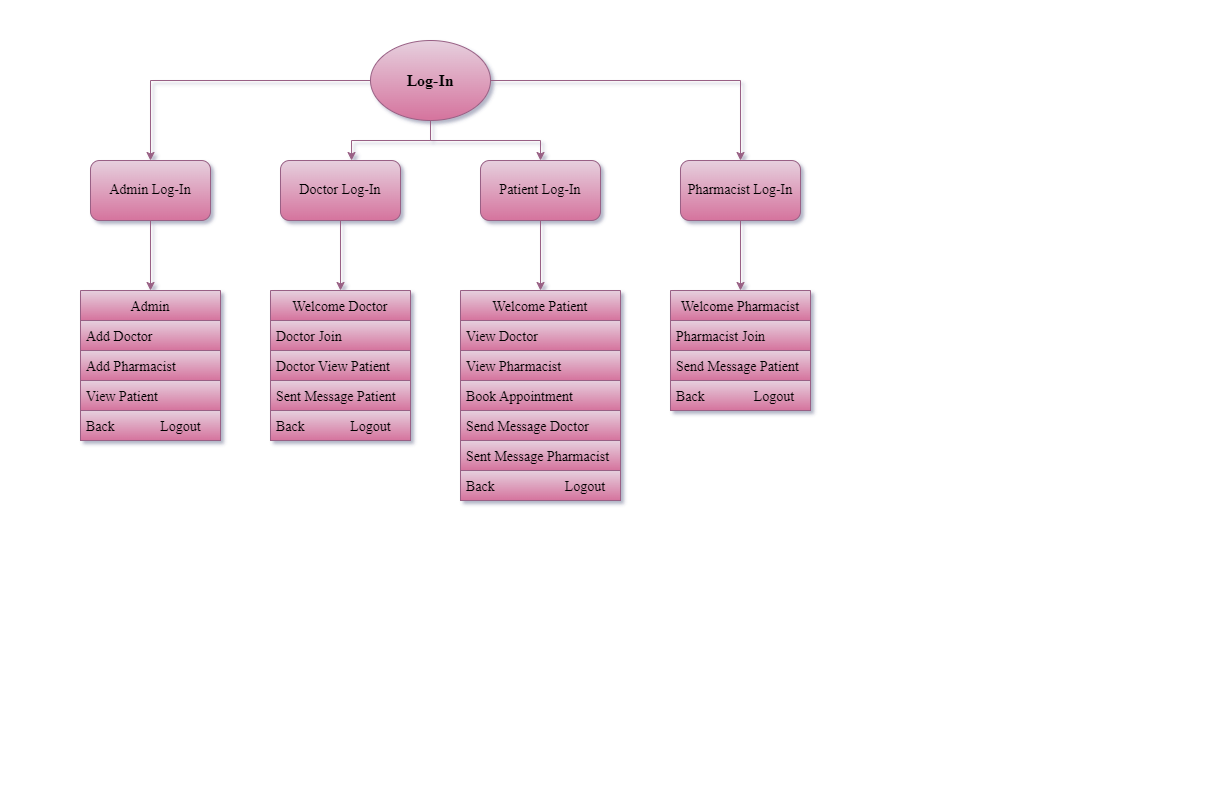 Log-In
Admin Log-In
Doctor Log-In
Patient Log-In
Pharmacist Log-In
Admin
Add Doctor
Add Pharmacist
View Patient
Back Logout
Welcome Doctor
Doctor Join
Doctor View Patient
Sent Message Patient
Back Logout
Welcome Patient
View Doctor
View Pharmacist
Book Appointment
Send Message Doctor
Sent Message Pharmacist
Back Logout
Welcome Pharmacist
Pharmacist Join
Send Message Patient
Back Logout